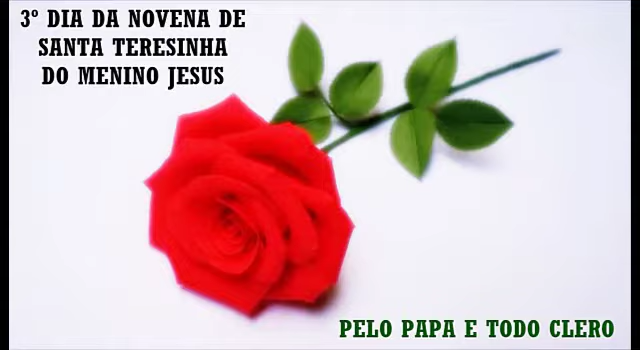 3º DIA DA NOVENA DE
SANTA TERESINHA
DO MENINO JESUS
PELO PAPA E TODO CLERO